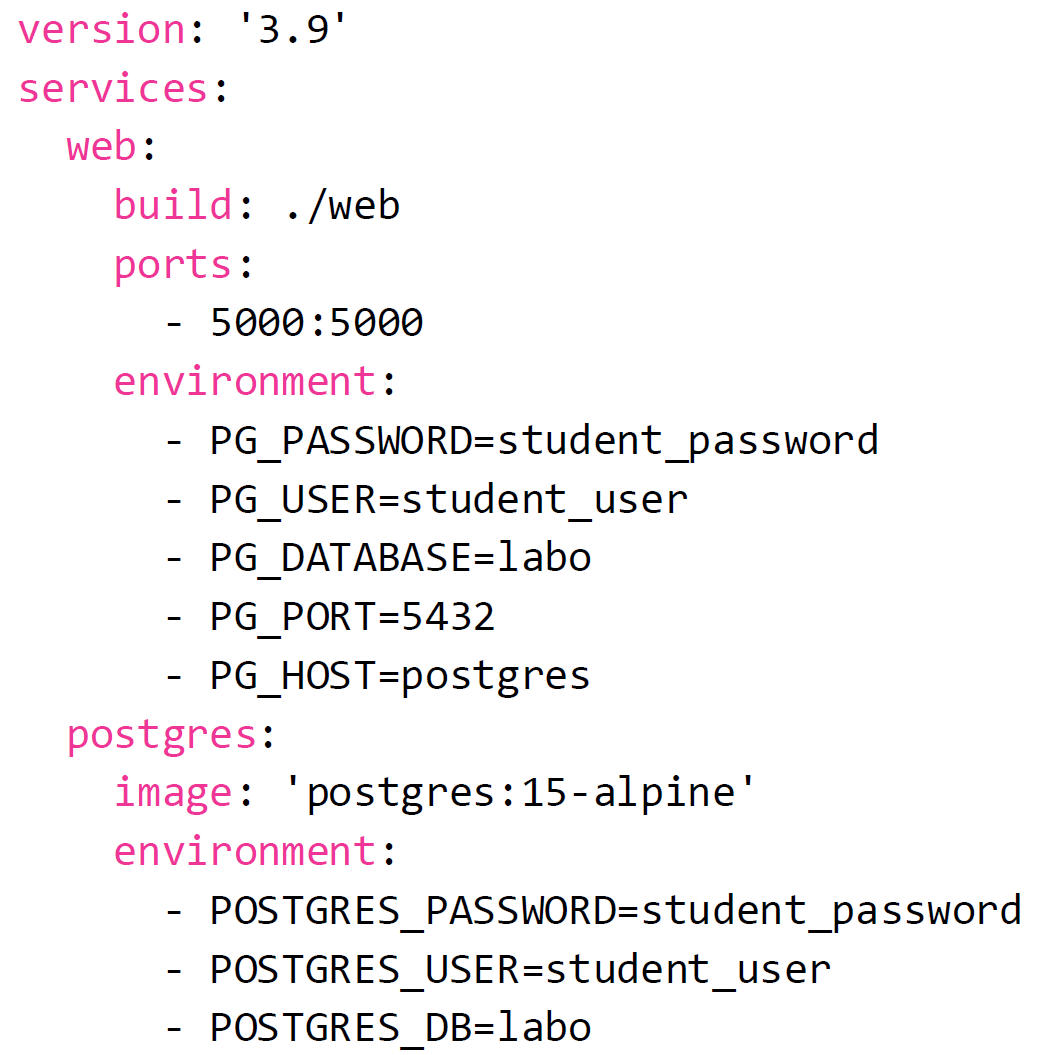 version: '3.9'
services:
  web:
    build: ./web
    ports:
      - 5000:5000
    environment:
      - PG_PASSWORD=student_password
      - PG_USER=student_user
      - PG_DATABASE=labo
      - PG_PORT=5432
      - PG_HOST=postgres
  postgres:
    image: 'postgres:15-alpine'
    environment:
      - POSTGRES_PASSWORD=student_password
      - POSTGRES_USER=student_user
      - POSTGRES_DB=labo